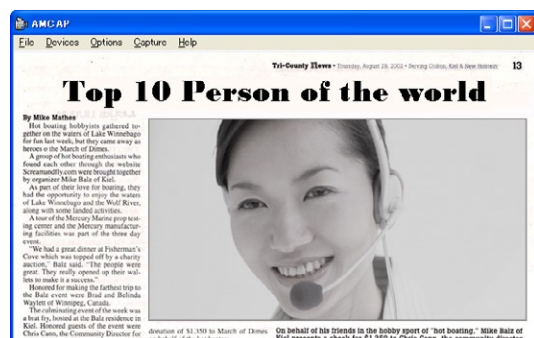 AMCAP
File Devices Options Capture Help
Tri-County News • Thursday, August 29, 2002 • Serving Chilton, Kiel & New Holstein 13
Top 10 Person of the world
By Mike Mathes
Hot boating hobbyists gathered to-
gether on the waters of Lake Winnebago
for fun last week, but they came away as
heroes o the March of Dimes.
A group of hot boating enthusiasts who
found each other through the website
Screamandfly.com were brought together
by organizer Mike Balz of Kiel.
As part of their love for boating, they
had the opportunity to enjoy the waters
of Lake Winnebago and the Wolf River,
along with some landed activities.
A tour of the Mercury Marine prop test-
ing center and the Mercury manufactur-
ing facilities was part of the three day
event.
"We had a great dinner at Fisherman's
Cove which was topped off by a charity
auction," Balz said. "The people were
great. They really opened up their wal-
lets to make it a success."
Honored for making the farthest trip to
the Balz event were Brad and Belinda
Waylett of Winnipeg, Canada.
The culminating event of the week was
a brat fry, hosted at the Balz residence in
Kiel. Honored guests of the event were
Chris Cann, the Community Director for
donation of $1,350 to March of Dimes
on behalf of the hot boaters.
On behalf of his friends in the hobby sport of "hot boating," Mike Balz of
Kiel presents a check for $1,350 to Chris Cann, the community director